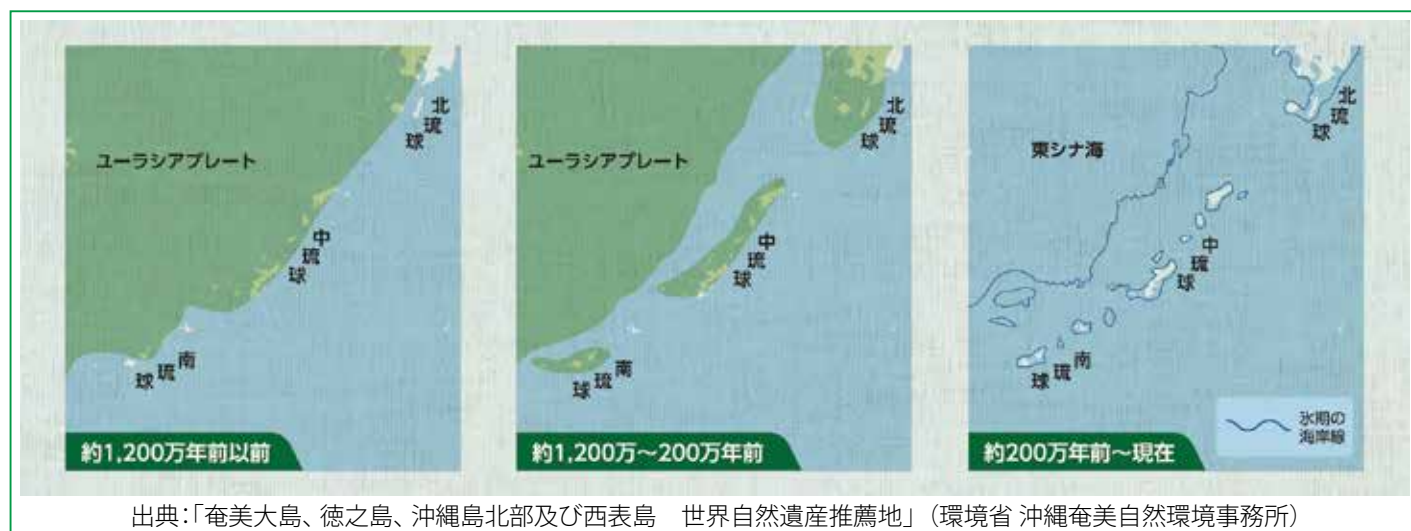 ユーラシアプレート
北琉球
中琉球
南琉球
約1,200万年前以前
ユーラシアプレート
北琉球
中琉球
南琉球
約1,200万〜200万年前
東シナ海
北琉球
中琉球
南琉球
氷期の
海岸線
約200万年前〜現在
出典：「奄美大島、徳之島、沖縄島北部及び西表島　世界自然遺産推薦地」（環境省 沖縄奄美自然環境事務所）